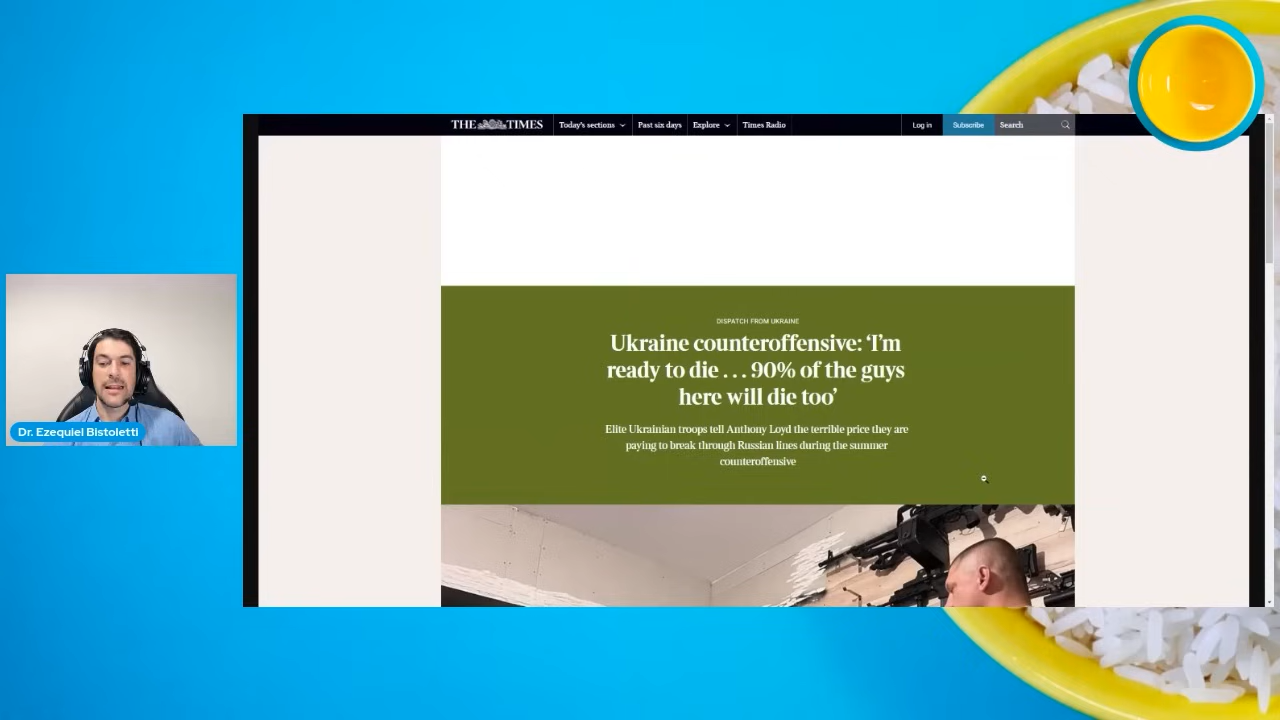 THE TIMES
Today's sections
Past six days
Explore
Times Radio
Log in
Subscribe
Search
DISPATCH FROM UKRAINE
Ukraine counteroffensive: ‘I’m
ready to die . . . 90% of the guys
here will die too’
Elite Ukrainian troops tell Anthony Loyd the terrible price they are
paying to break through Russian lines during the summer
counteroffensive
Dr. Ezequiel Bistoletti